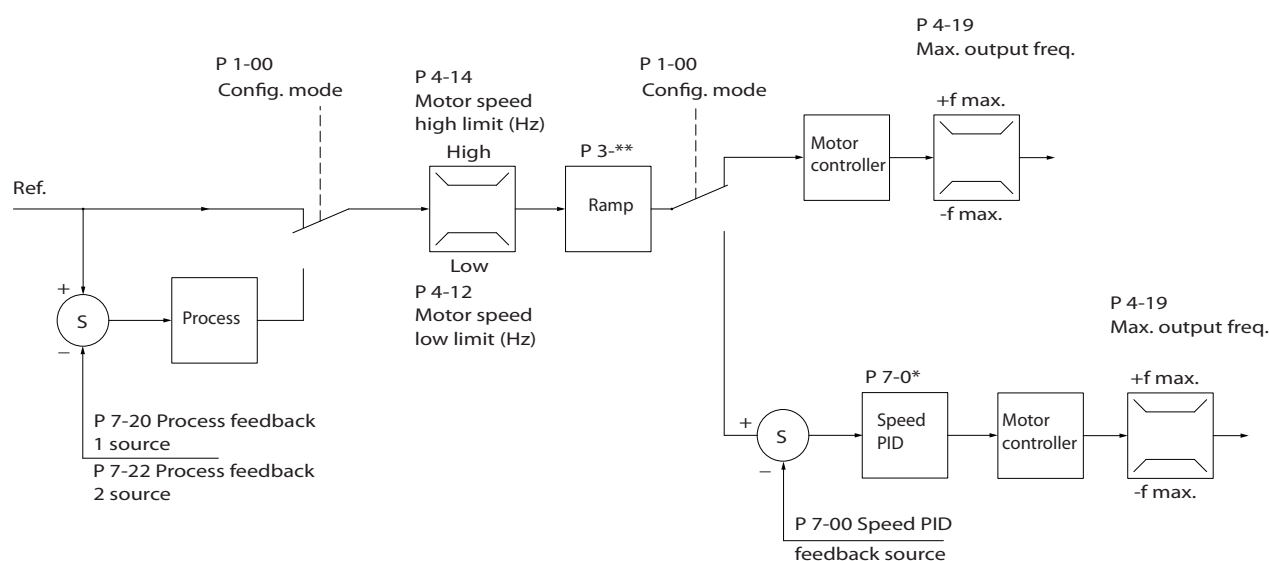 P 4-19
Max. output freq.
P 1-00
Config. mode
P 4-14
Motor speed
high limit (Hz)
High
P 3-**
P 1-00
Config. mode
+f max.
Motor
controller
-f max.
Ref.
Ramp
Low
P 4-12
Motor speed
low limit (Hz)
+
S
–
Process
P 7-20 Process feedback
1 source
P 7-22 Process feedback
2 source
P 4-19
Max. output freq.
+f max.
P 7-0*
+
S
–
Speed
PID
Motor
controller
-f max.
P 7-00 Speed PID
feedback source